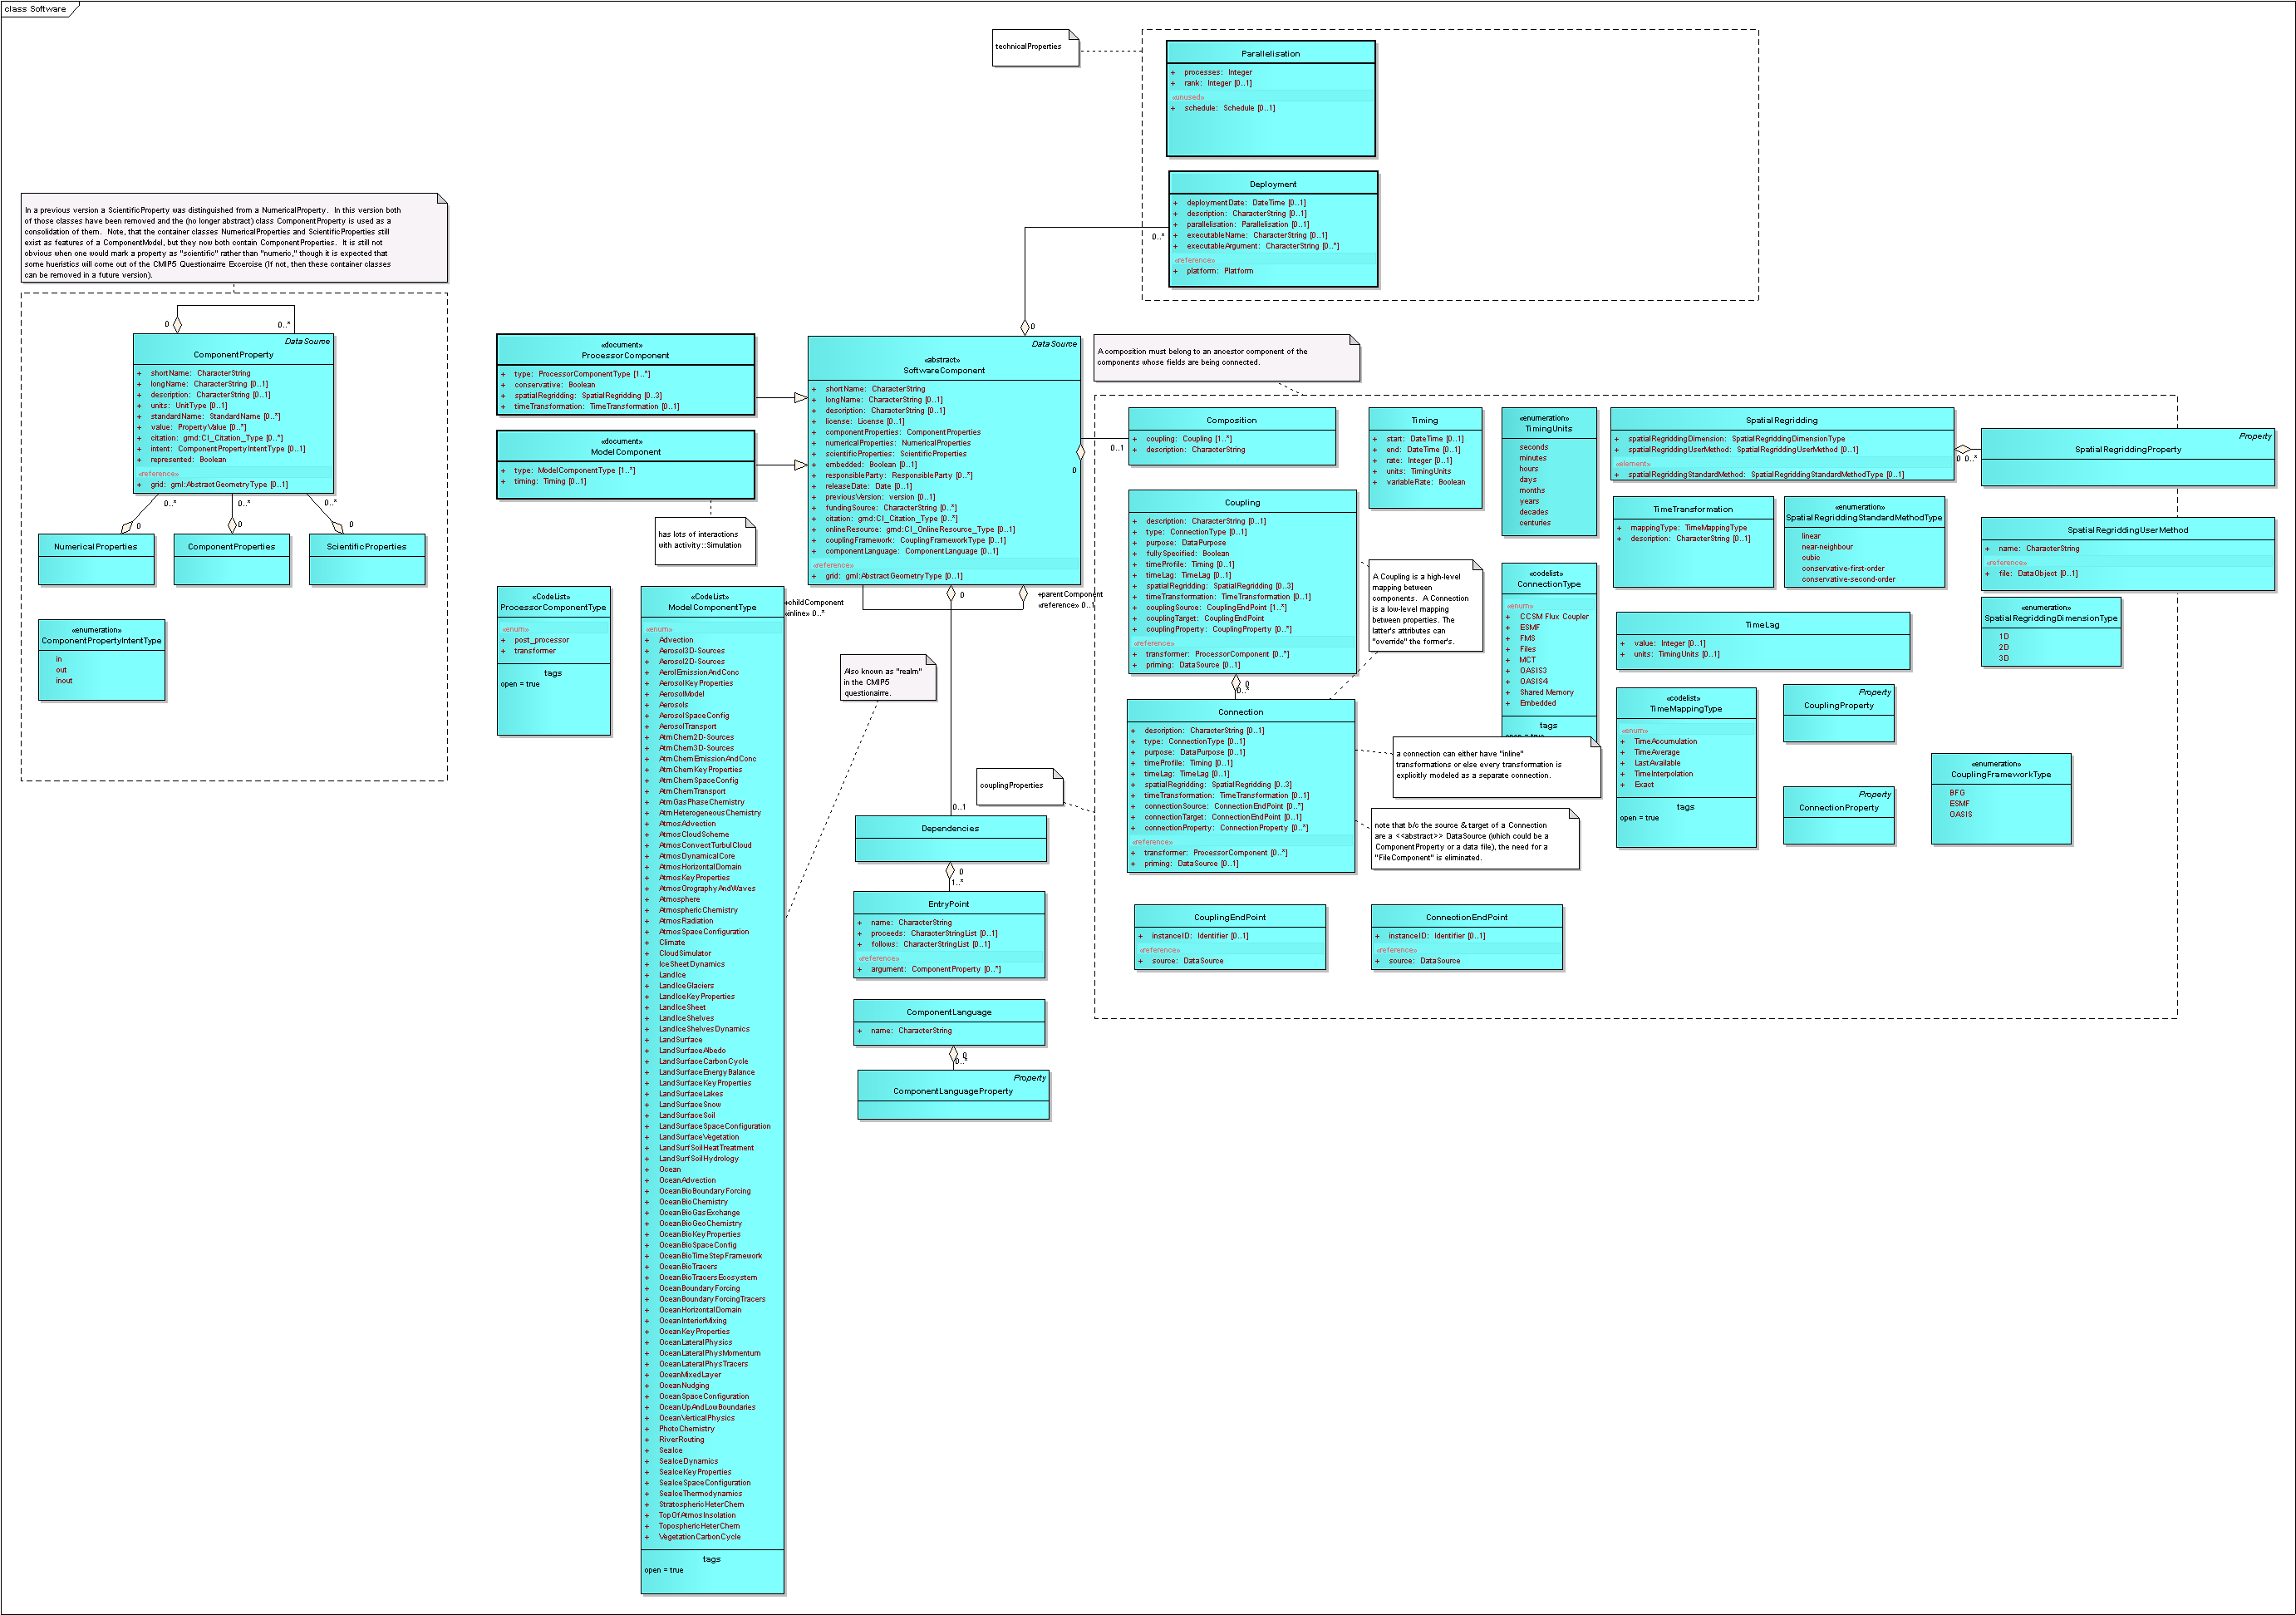 class Software
technicalProperties
Parallelisation
+ processes: Integer
+ rank: Integer [0..1]
«unused»
+ schedule: Schedule [0..1]
Deployment
+ deploymentDate: DateTime [0..1]
+ description: CharacterString [0..1]
+ parallelisation: Parallelisation [0..1]
+ executableName: CharacterString [0..1]
+ executableArgument: CharacterString [0..*]
«reference»
+ platform: Platform
0..*
0
In a previous version a ScientificProperty was distinguished from a NumericalProperty. In this version both
of those classes have been removed and the (no longer abstract) class ComponentProperty is used as a
consolidation of them. Note, that the container classes NumericalProperties and ScientificProperties still
exist as features of a ComponentModel, but they now both contain ComponentProperties. It is still not
obvious when one would mark a property as "scientific" rather than "numeric," though it is expected that
some hueristics will come out of the CMIP5 Questionairre Excercise (If not, then these container classes
can be removed in a future version).
0
0..*
DataSource
ComponentProperty
+ shortName: CharacterString
+ longName: CharacterString [0..1]
+ description: CharacterString [0..1]
+ units: UnitType [0..1]
+ standardName: StandardName [0..*]
+ value: PropertyValue [0..*]
+ citation: gmd:CI_Citation_Type [0..*]
+ intent: ComponentPropertyIntentType [0..1]
+ represented: Boolean
«reference»
+ grid: gml:AbstractGeometryType [0..1]
0..*
0..*
0..*
0
0
0
NumericalProperties
ComponentProperties
ScientificProperties
«enumeration»
ComponentPropertyIntentType
in
out
inout
«document»
ProcessorComponent
+ type: ProcessorComponentType [1..*]
+ conservative: Boolean
+ spatialRegridding: SpatialRegridding [0..3]
+ timeTransformation: TimeTransformation [0..1]
«document»
ModelComponent
+ type: ModelComponentType [1..*]
+ timing: Timing [0..1]
has lots of interactions
with activity::Simulation
DataSource
«abstract»
SoftwareComponent
+ shortName: CharacterString
+ longName: CharacterString [0..1]
+ description: CharacterString [0..1]
+ license: License [0..1]
+ componentProperties: ComponentProperties
+ numericalProperties: NumericalProperties
+ scientificProperties: ScientificProperties
+ embedded: Boolean [0..1]
+ responsibleParty: ResponsibleParty [0..*]
+ releaseDate: Date [0..1]
+ previousVersion: version [0..1]
+ fundingSource: CharacterString [0..*]
+ citation: gmd:CI_Citation_Type [0..*]
+ onlineResource: gmd:CI_OnlineResource_Type [0..1]
+ couplingFramework: CouplingFrameworkType [0..1]
+ componentLanguage: ComponentLanguage [0..1]
«reference»
+ grid: gml:AbstractGeometryType [0..1]
0
0..1
0
+parentComponent
«reference» 0..1
+childComponent
«inline» 0..*
«CodeList»
ProcessorComponentType
«enum»
+ post_processor
+ transformer
tags
open = true
«CodeList»
ModelComponentType
«enum»
+ Advection
+ Aerosol3D-Sources
+ Aerosol2D-Sources
+ AerolEmissionAndConc
+ AerosolKeyProperties
+ AerosolModel
+ Aerosols
+ AerosolSpaceConfig
+ AerosolTransport
+ AtmChem2D-Sources
+ AtmChem3D-Sources
+ AtmChemEmissionAndConc
+ AtmChemKeyProperties
+ AtmChemSpaceConfig
+ AtmChemTransport
+ AtmGasPhaseChemistry
+ AtmHeterogeneousChemistry
+ AtmosAdvection
+ AtmosCloudScheme
+ AtmosConvectTurbulCloud
+ AtmosDynamicalCore
+ AtmosHorizontalDomain
+ AtmosKeyProperties
+ AtmosOrographyAndWaves
+ Atmosphere
+ AtmosphericChemistry
+ AtmosRadiation
+ AtmosSpaceConfiguration
+ Climate
+ CloudSimulator
+ IceSheetDynamics
+ LandIce
+ LandIceGlaciers
+ LandIceKeyProperties
+ LandIceSheet
+ LandIceShelves
+ LandIceShelvesDynamics
+ LandSurface
+ LandSurfaceAlbedo
+ LandSurfaceCarbonCycle
+ LandSurfaceEnergyBalance
+ LandSurfaceKeyProperties
+ LandSurfaceLakes
+ LandSurfaceSnow
+ LandSurfaceSoil
+ LandSurfaceSpaceConfiguration
+ LandSurfaceVegetation
+ LandSurfSoilHeatTreatment
+ LandSurfSoilHydrology
+ Ocean
+ OceanAdvection
+ OceanBioBoundaryForcing
+ OceanBioChemistry
+ OceanBioGasExchange
+ OceanBioGeoChemistry
+ OceanBioKeyProperties
+ OceanBioSpaceConfig
+ OceanBioTimeStepFramework
+ OceanBioTracers
+ OceanBioTracersEcosystem
+ OceanBoundaryForcing
+ OceanBoundaryForcingTracers
+ OceanHorizontalDomain
+ OceanInteriorMixing
+ OceanKeyProperties
+ OceanLateralPhysics
+ OceanLateralPhysMomentum
+ OceanLateralPhysTracers
+ OceanMixedLayer
+ OceanNudging
+ OceanSpaceConfiguration
+ OceanUpAndLowBoundaries
+ OceanVerticalPhysics
+ PhotoChemistry
+ RiverRouting
+ SeaIce
+ SeaIceDynamics
+ SeaIceKeyProperties
+ SeaIceSpaceConfiguration
+ SeaIceThermodynamics
+ StratosphericHeterChem
+ TopOfAtmosInsolation
+ ToposphericHeterChem
+ VegetationCarbonCycle
tags
open = true
Also known as "realm"
in the CMIP5
questionairre.
couplingProperties
0..1
Dependencies
0
1..*
EntryPoint
+ name: CharacterString
+ proceeds: CharacterStringList [0..1]
+ follows: CharacterStringList [0..1]
«reference»
+ argument: ComponentProperty [0..*]
ComponentLanguage
+ name: CharacterString
0
0..*
Property
ComponentLanguageProperty
A composition must belong to an ancestor component of the
components whose fields are being connected.
Composition
+ coupling: Coupling [1..*]
+ description: CharacterString
Coupling
+ description: CharacterString [0..1]
+ type: ConnectionType [0..1]
+ purpose: DataPurpose
+ fullySpecified: Boolean
+ timeProfile: Timing [0..1]
+ timeLag: TimeLag [0..1]
+ spatialRegridding: SpatialRegridding [0..3]
+ timeTransformation: TimeTransformation [0..1]
+ couplingSource: CouplingEndPoint [1..*]
+ couplingTarget: CouplingEndPoint
+ couplingProperty: CouplingProperty [0..*]
«reference»
+ transformer: ProcessorComponent [0..*]
+ priming: DataSource [0..1]
0
0..*
Connection
+ description: CharacterString [0..1]
+ type: ConnectionType [0..1]
+ purpose: DataPurpose [0..1]
+ timeProfile: Timing [0..1]
+ timeLag: TimeLag [0..1]
+ spatialRegridding: SpatialRegridding [0..3]
+ timeTransformation: TimeTransformation [0..1]
+ connectionSource: ConnectionEndPoint [0..*]
+ connectionTarget: ConnectionEndPoint [0..1]
+ connectionProperty: ConnectionProperty [0..*]
«reference»
+ transformer: ProcessorComponent [0..*]
+ priming: DataSource [0..1]
CouplingEndPoint
+ instanceID: Identifier [0..1]
«reference»
+ source: DataSource
ConnectionEndPoint
+ instanceID: Identifier [0..1]
«reference»
+ source: DataSource
Timing
+ start: DateTime [0..1]
+ end: DateTime [0..1]
+ rate: Integer [0..1]
+ units: TimingUnits
+ variableRate: Boolean
A Coupling is a high-level
mapping between
components. A Connection
is a low-level mapping
between properties. The
latter's attributes can
"override" the former's.
a connection can either have "inline"
transformations or else every transformation is
explicitly modeled as a separate connection.
note that b/c the source & target of a Connection
are a <<abstract>> DataSource (which could be a
ComponentProperty or a data file), the need for a
"FileComponent" is eliminated.
«enumeration»
TimingUnits
seconds
minutes
hours
days
months
years
decades
centuries
«codelist»
ConnectionType
«enum»
+ CCSM Flux Coupler
+ ESMF
+ FMS
+ Files
+ MCT
+ OASIS3
+ OASIS4
+ Shared Memory
+ Embedded
tags
open = true
SpatialRegridding
+ spatialRegriddingDimension: SpatialRegriddingDimensionType
+ spatialRegriddingUserMethod: SpatialRegriddingUserMethod [0..1]
«element»
+ spatialRegriddingStandardMethod: SpatialRegriddingStandardMethodType [0..1]
0 0..*
Property
SpatialRegriddingProperty
TimeTransformation
+ mappingType: TimeMappingType
+ description: CharacterString [0..1]
«enumeration»
SpatialRegriddingStandardMethodType
linear
near-neighbour
cubic
conservative-first-order
conservative-second-order
SpatialRegriddingUserMethod
+ name: CharacterString
«reference»
+ file: DataObject [0..1]
TimeLag
+ value: Integer [0..1]
+ units: TimingUnits [0..1]
«enumeration»
SpatialRegriddingDimensionType
1D
2D
3D
«codelist»
TimeMappingType
«enum»
+ TimeAccumulation
+ TimeAverage
+ LastAvailable
+ TimeInterpolation
+ Exact
tags
open = true
Property
CouplingProperty
Property
ConnectionProperty
«enumeration»
CouplingFrameworkType
BFG
ESMF
OASIS